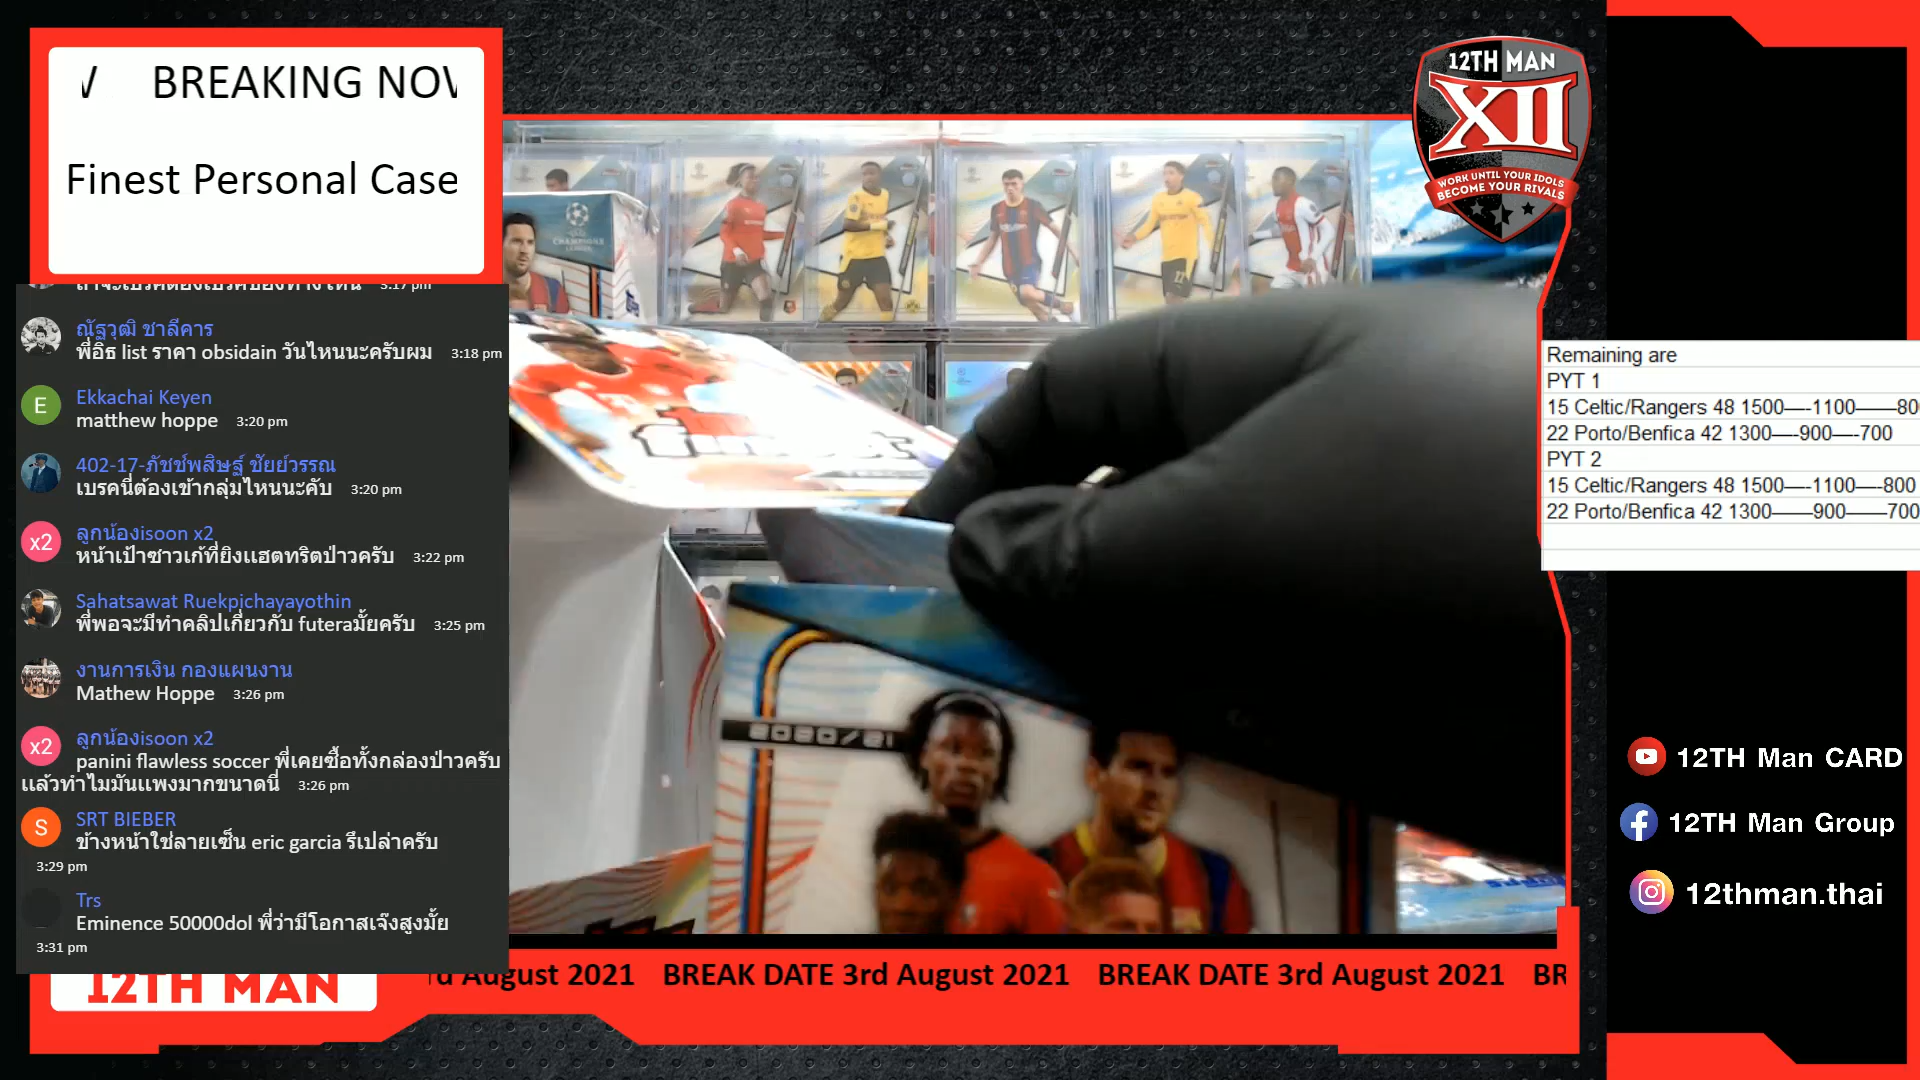 BREAKING NOW
Finest Personal Case
3:17 pm
ณัฐวุฒิ ชาลีคาร
พี่อิธ list ราคา obsidain วันไหนนะครับผม 3:18 pm
E
Ekkachai Keyen
matthew hoppe 3:20 pm
402-17-ภัชช์พสิษฐ์ ชัยย์วรรณ
เบรคนี่ต้องเข้ากลุ่มไหนนะคับ 3:20 pm
x2
ลูกน้องisoon x2
หน้าเป้าซาวเก้ที่ยิงแฮตทริตป่าวครับ 3:22 pm
Sahatsawat Ruekpichayayothin
พี่พอจะมีทำคลิปเกี่ยวกับ futeraมั้ยครับ 3:25 pm
งานการเงิน กองแผนงาน
Mathew Hoppe 3:26 pm
x2
ลูกน้องisoon x2
panini flawless soccer พี่เคยซื้อทั้งกล่องป่าวครับ
แล้วทำไมมันแพงมากขนาดนี่ 3:26 pm
S
SRT BIEBER
ข้างหน้าใช่ลายเซ็น eric garcia รึเปล่าครับ
3:29 pm
Trs
Eminence 50000dol พี่ว่ามีโอกาสเจ๊งสูงมั้ย
3:31 pm
12TH MAN
rd August 2021 BREAK DATE 3rd August 2021 BREAK DATE 3rd August 2021 BR
CHAMPIONS
LEAGUE
finest
2020/21
12TH MAN
XII
WORK UNTIL YOUR IDOLS
BECOME YOUR RIVALS
Remaining are
PYT 1
15 Celtic/Rangers 48 1500—-1100——80
22 Porto/Benfica 42 1300—-900—-700
PYT 2
15 Celtic/Rangers 48 1500—-1100—-800
22 Porto/Benfica 42 1300——900——700
12TH Man CARD
12TH Man Group
12thman.thai